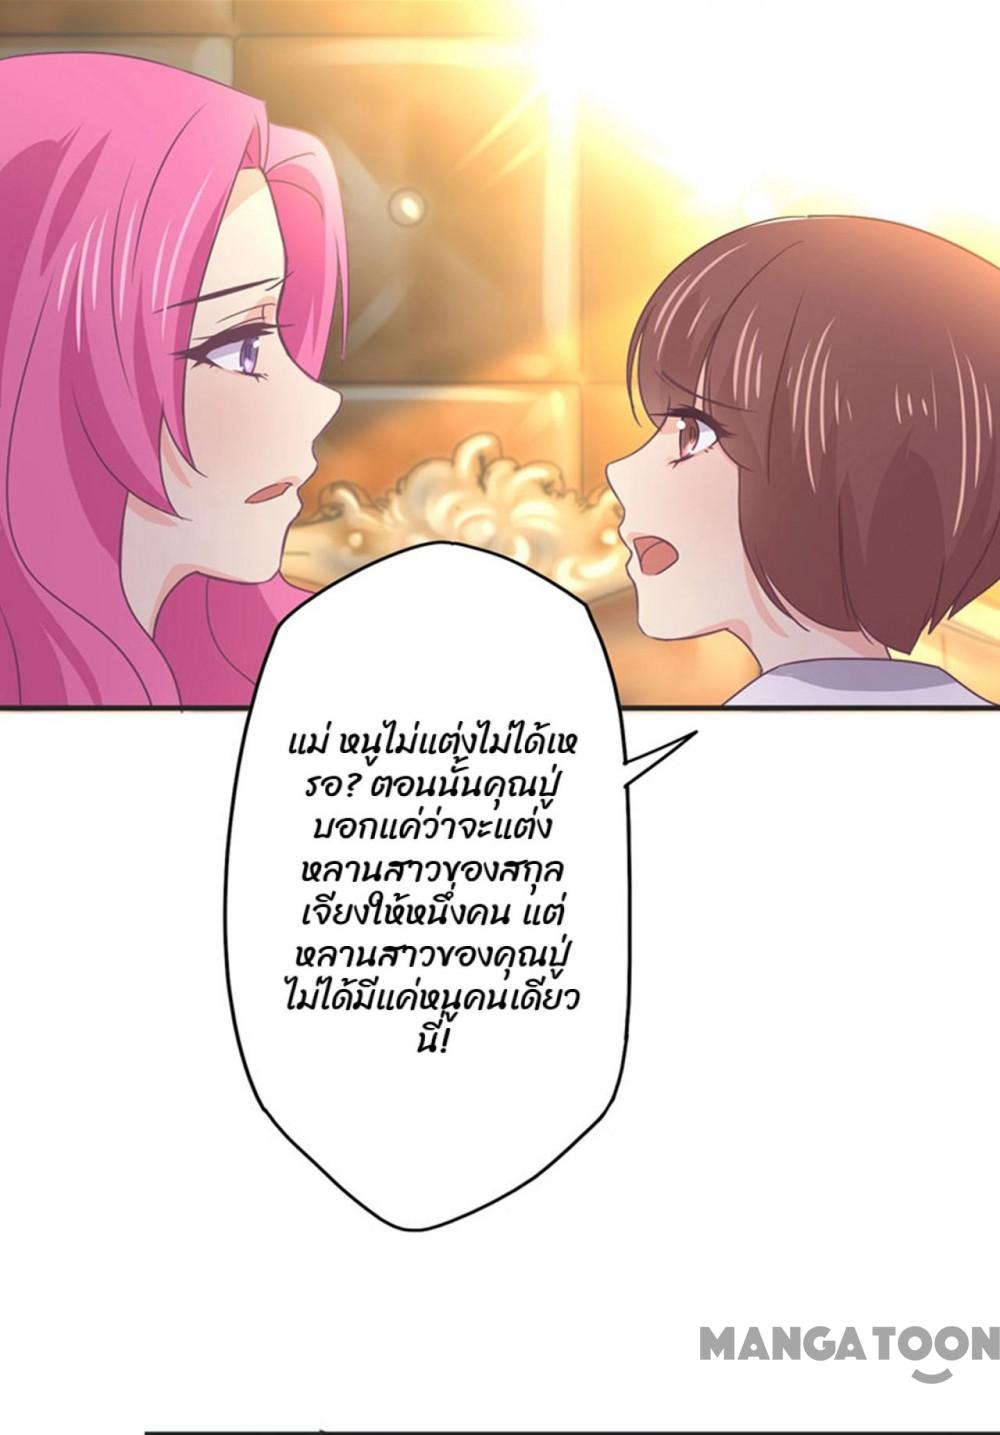 แม่ หนูไม่แต่งไม่ได้เห
รอ? ตอนนั้นคุณปู่
บอกแค่ว่าจะแต่ง
หลานสาวของสกุล
เจียงให้หนึ่งคน แต่
หลานสาวของคุณปู่
ไม่ได้มีแค่หนูคนเดียว
นี่!
MANGATOON